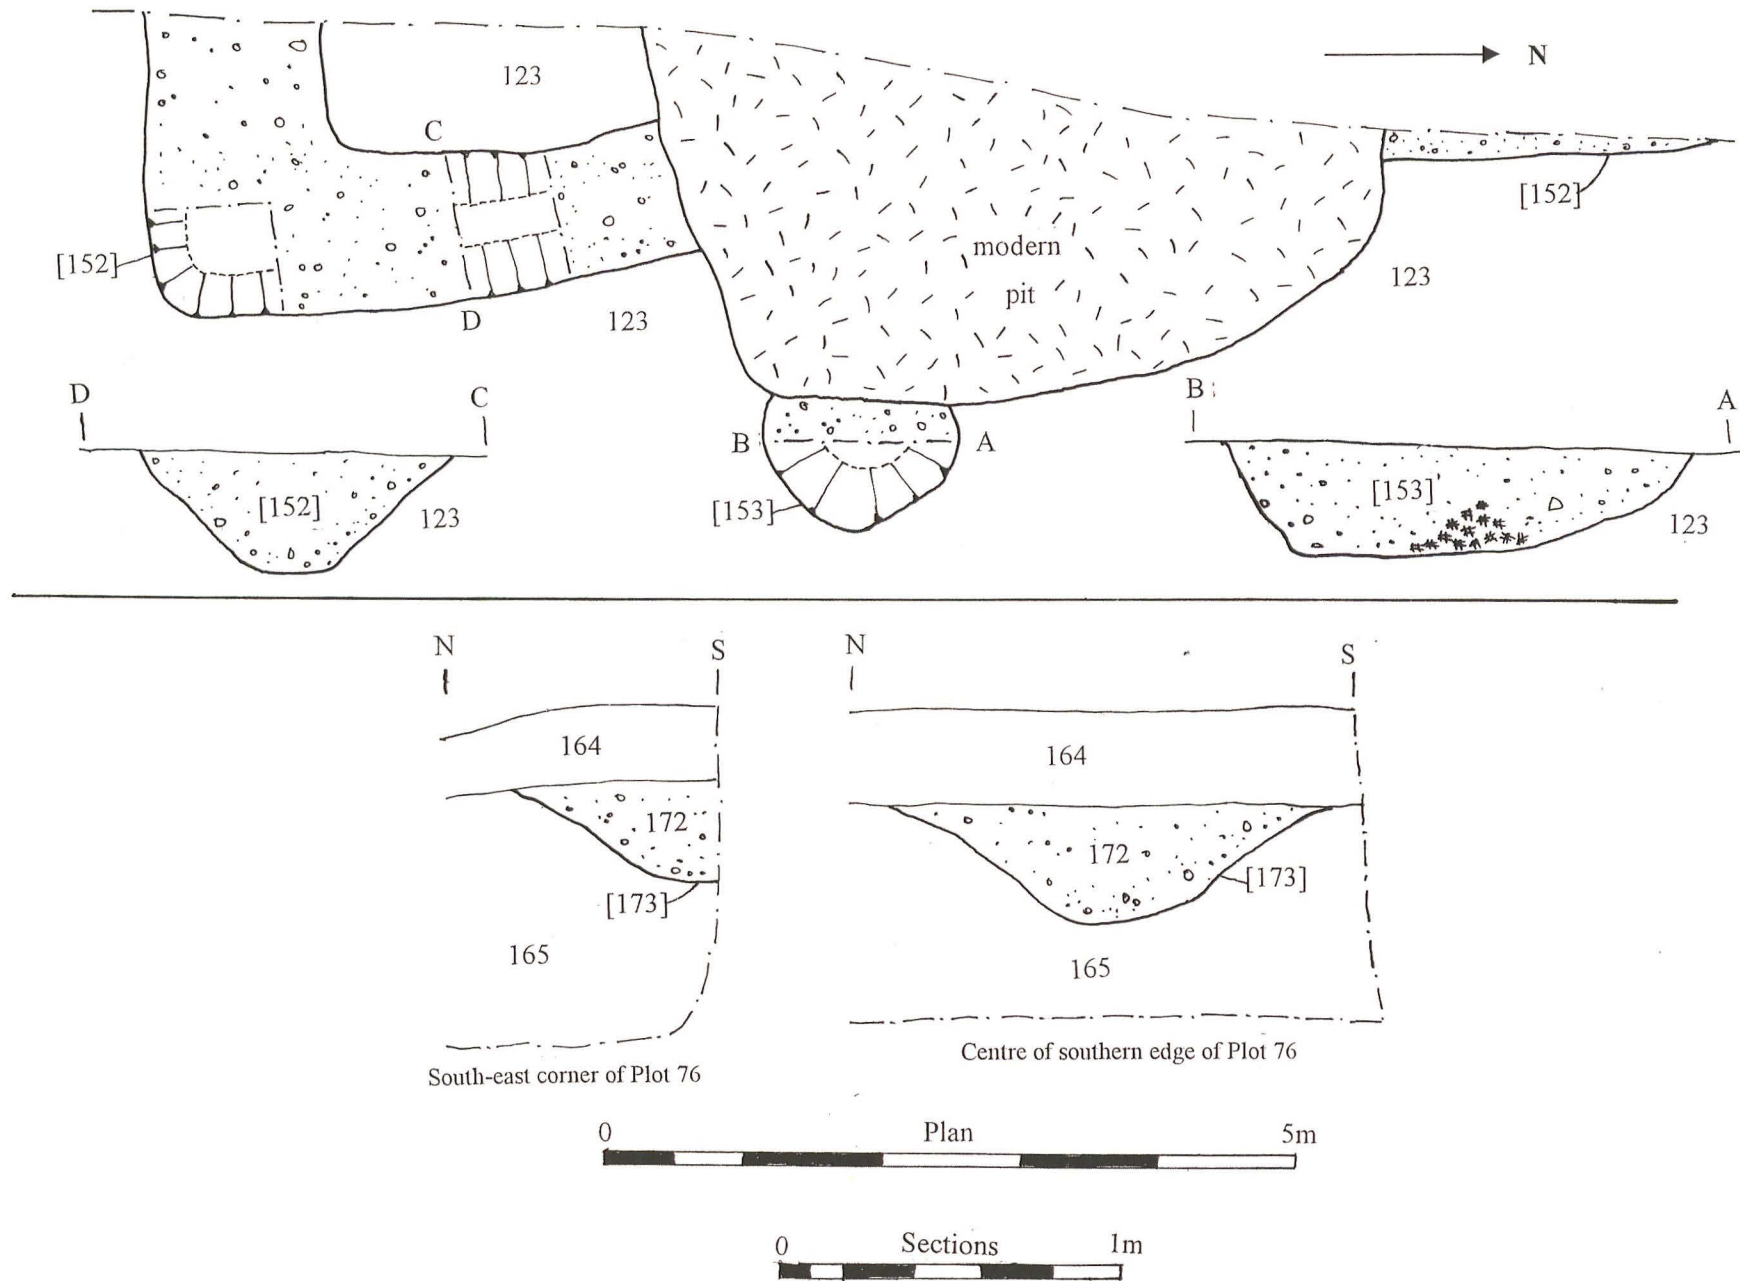 123
N
C
[152]
[152]
D
123
modern
pit
123
D
C
B
A
B
A
[152]
123
[153]
[153]
123
N
S
N
S
164
164
172
172
[173]
[173]
165
165
South-east corner of Plot 76
Centre of southern edge of Plot 76
0
Plan
5m
0
Sections
1m